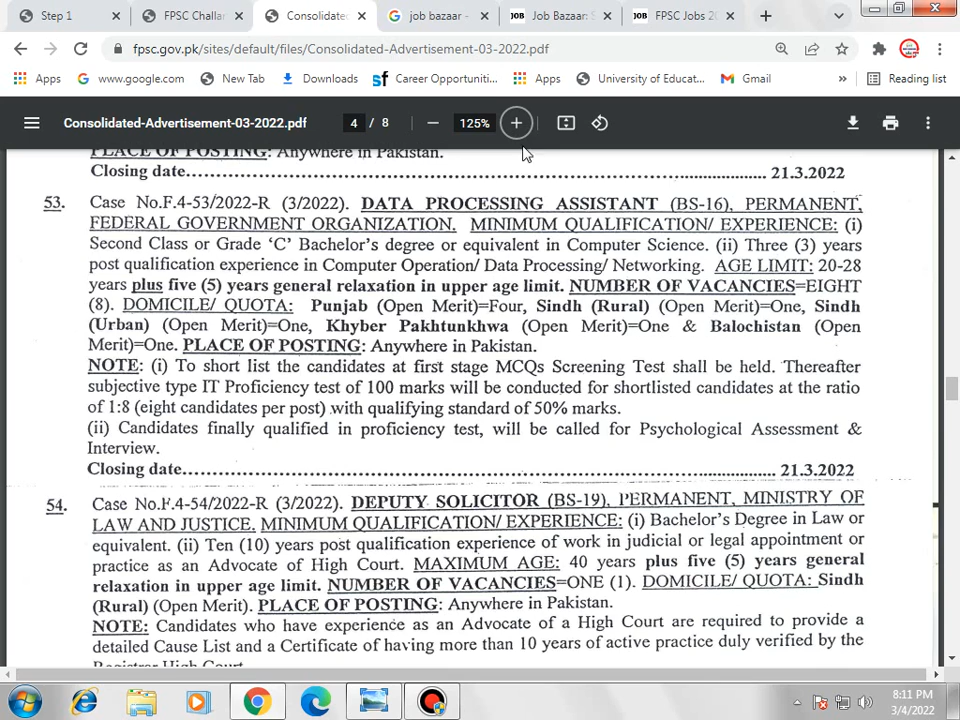 Step 1
FPSC Challar
Consolidated
job bazaar -
Job Bazaar: S
FPSC Jobs 20
fpsc.gov.pk/sites/default/files/Consolidated-Advertisement-03-2022.pdf
Apps
www.google.com
New Tab
Downloads
Career Opportuniti...
Apps
University of Educat...
Gmail
»
Reading list
Consolidated-Advertisement-03-2022.pdf
4 / 8
125%
PLACE OF POSTING: Anywhere in Pakistan.
Closing date………………………………………………………………………….................... 21.3.2022
53. Case No.F.4-53/2022-R (3/2022). DATA PROCESSING ASSISTANT (BS-16), PERMANENT,
FEDERAL GOVERNMENT ORGANIZATION. MINIMUM QUALIFICATION/ EXPERIENCE: (i)
Second Class or Grade ‘C’ Bachelor’s degree or equivalent in Computer Science. (ii) Three (3) years
post qualification experience in Computer Operation/ Data Processing/ Networking. AGE LIMIT: 20-28
years plus five (5) years general relaxation in upper age limit. NUMBER OF VACANCIES=EIGHT
(8). DOMICILE/ QUOTA: Punjab (Open Merit)=Four, Sindh (Rural) (Open Merit)=One, Sindh
(Urban) (Open Merit)=One, Khyber Pakhtunkhwa (Open Merit)=One & Balochistan (Open
Merit)=One. PLACE OF POSTING: Anywhere in Pakistan.
NOTE: (i) To short list the candidates at first stage MCQs Screening Test shall be held. Thereafter
subjective type IT Proficiency test of 100 marks will be conducted for shortlisted candidates at the ratio
of 1:8 (eight candidates per post) with qualifying standard of 50% marks.
(ii) Candidates finally qualified in proficiency test, will be called for Psychological Assessment &
Interview.
Closing date………………………………………………………………………….................... 21.3.2022
54. Case No.F.4-54/2022-R (3/2022). DEPUTY SOLICITOR (BS-19), PERMANENT, MINISTRY OF
LAW AND JUSTICE. MINIMUM QUALIFICATION/ EXPERIENCE: (i) Bachelor’s Degree in Law or
equivalent. (ii) Ten (10) years post qualification experience of work in judicial or legal appointment or
practice as an Advocate of High Court. MAXIMUM AGE: 40 years plus five (5) years general
relaxation in upper age limit. NUMBER OF VACANCIES=ONE (1). DOMICILE/ QUOTA: Sindh
(Rural) (Open Merit). PLACE OF POSTING: Anywhere in Pakistan.
NOTE: Candidates who have experience as an Advocate of a High Court are required to provide a
detailed Cause List and a Certificate of having more than 10 years of active practice duly verified by the
Registrar High Court
8:11 PM
3/4/2022